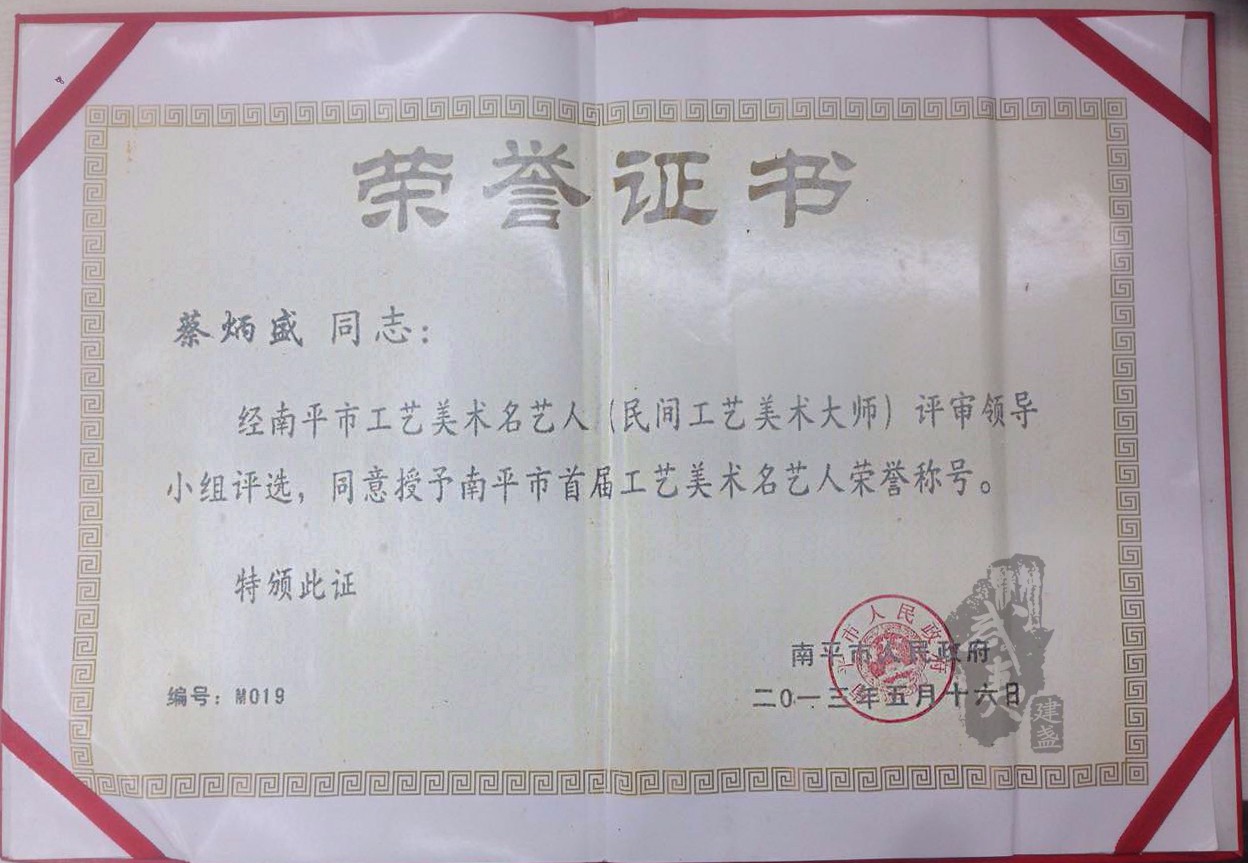 荣誉证书
蔡炳盛 同志：
经南平市工艺美术名艺人（民间工艺美术大师）评审领导
小组评选，同意授予南平市首届工艺美术名艺人荣誉称号。
特颁此证
南平市人民政府
编号：M019
二0一三年五月十六日
建盏